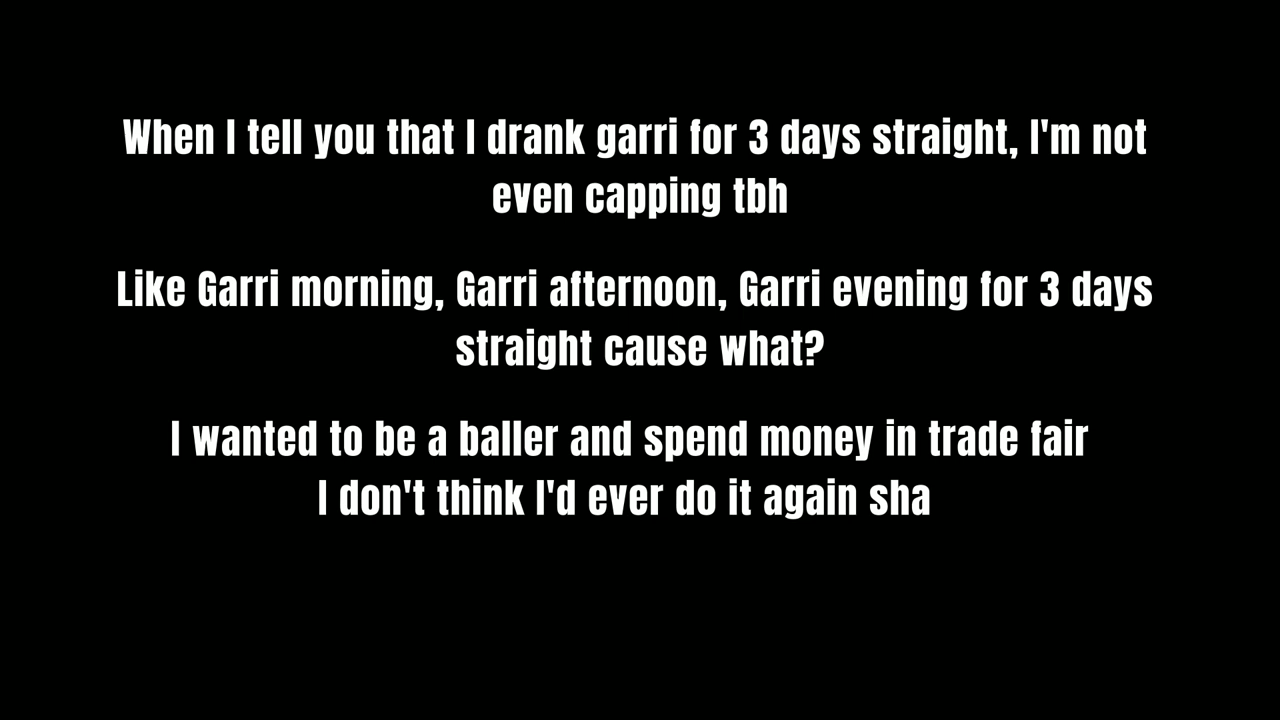 When I tell you that I drank garri for 3 days straight, I'm not
even capping tbh
Like Garri morning, Garri afternoon, Garri evening for 3 days
straight cause what?
I wanted to be a baller and spend money in trade fair
I don't think I'd ever do it again sha